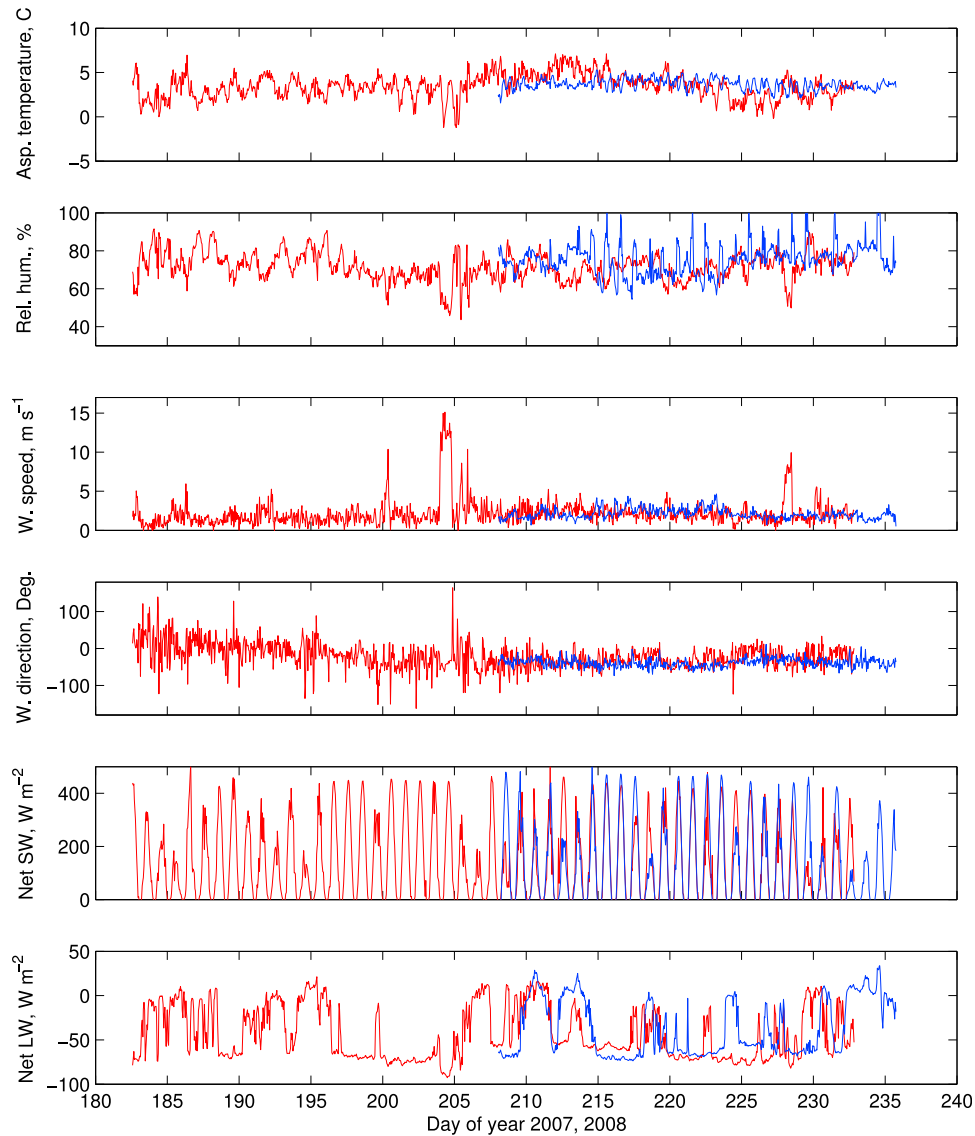 Asp. temperature, C
10
5
0
−5
Rel. hum., %
100
80
60
40
W. speed, m s⁻¹
15
10
5
0
W. direction, Deg.
100
0
−100
Net SW, W m⁻²
400
200
0
Net LW, W m⁻²
50
0
−50
−100
180 185 190 195 200 205 210 215 220 225 230 235 240
Day of year 2007, 2008